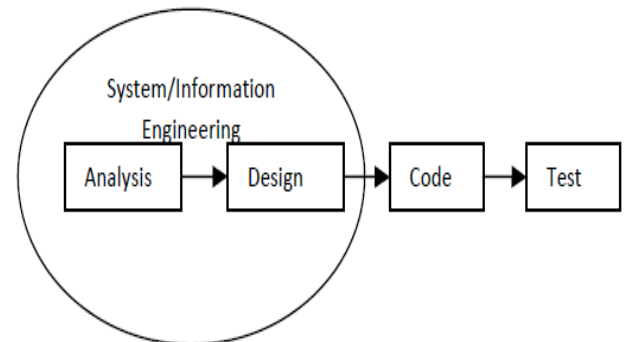 System/Information
Engineering
Analysis
Design
Code
Test